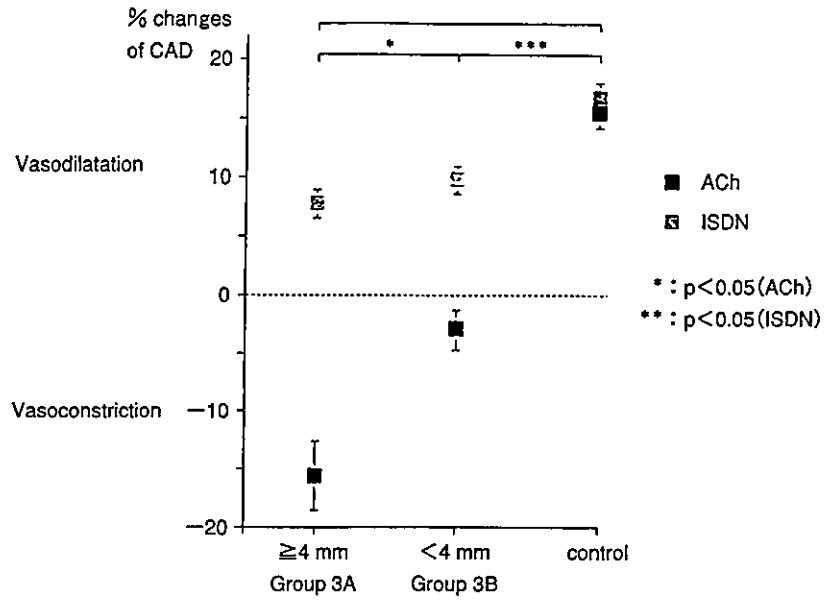 % changes
of CAD
* ***
20
Vasodilatation
10
■ ACh
ISDN
* : p<0.05(ACh)
** : p<0.05(ISDN)
0
Vasoconstriction
−10
−20
≧4 mm <4 mm control
Group 3A Group 3B